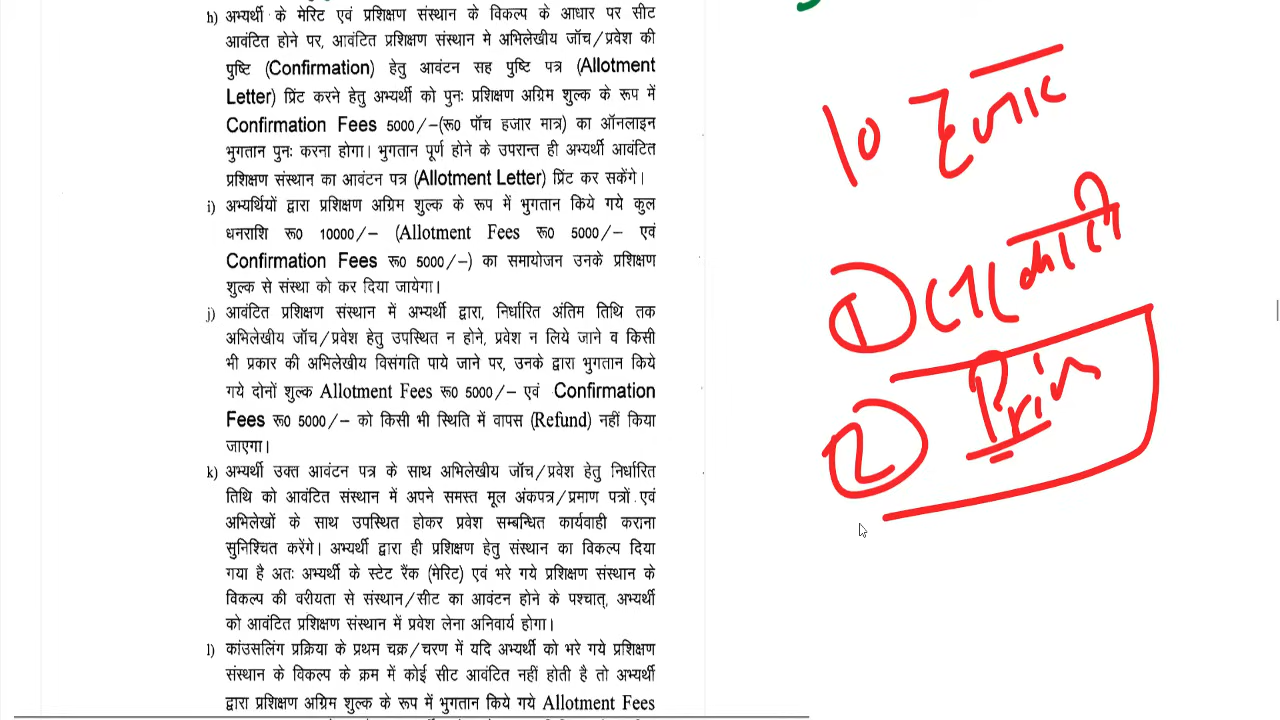 h) अभ्यर्थी के मेरिट एवं प्रशिक्षण संस्थान के विकल्प के आधार पर सीट
आवंटित होने पर, आवंटित प्रशिक्षण संस्थान मे अभिलेखीय जॉच/प्रवेश की
पुष्टि (Confirmation) हेतु आवंटन सह पुष्टि पत्र (Allotment
Letter) प्रिंट करने हेतु अभ्यर्थी को पुनः प्रशिक्षण अग्रिम शुल्क के रूप में
Confirmation Fees 5000/-(रू0 पॉच हजार मात्र) का ऑनलाइन
भुगतान पुनः करना होगा। भुगतान पूर्ण होने के उपरान्त ही अभ्यर्थी आवंटित
प्रशिक्षण संस्थान का आवंटन पत्र (Allotment Letter) प्रिंट कर सकेंगे।
i) अभ्यर्थियों द्वारा प्रशिक्षण अग्रिम शुल्क के रूप में भुगतान किये गये कुल
धनराशि रू0 10000/- (Allotment Fees रू0 5000/- एवं
Confirmation Fees रू0 5000/-) का समायोजन उनके प्रशिक्षण
शुल्क से संस्था को कर दिया जायेगा।
j) आवंटित प्रशिक्षण संस्थान में अभ्यर्थी द्वारा, निर्धारित अंतिम तिथि तक
अभिलेखीय जॉच/प्रवेश हेतु उपस्थित न होने, प्रवेश न लिये जाने व किसी
भी प्रकार की अभिलेखीय विसंगति पाये जाने पर, उनके द्वारा भुगतान किये
गये दोनों शुल्क Allotment Fees रू0 5000/- एवं Confirmation
Fees रू0 5000/- को किसी भी स्थिति में वापस (Refund) नहीं किया
जाएगा।
k) अभ्यर्थी उक्त आवंटन पत्र के साथ अभिलेखीय जॉच/प्रवेश हेतु निर्धारित
तिथि को आवंटित संस्थान में अपने समस्त मूल अंकपत्र/प्रमाण पत्रों एवं
अभिलेखों के साथ उपस्थित होकर प्रवेश सम्बन्धित कार्यवाही कराना
सुनिश्चित करेंगे। अभ्यर्थी द्वारा ही प्रशिक्षण हेतु संस्थान का विकल्प दिया
गया है अतः अभ्यर्थी के स्टेट रैंक (मेरिट) एवं भरे गये प्रशिक्षण संस्थान के
विकल्प की वरीयता से संस्थान/सीट का आवंटन होने के पश्चात्, अभ्यर्थी
को आवंटित प्रशिक्षण संस्थान में प्रवेश लेना अनिवार्य होगा।
l) कांउसलिंग प्रक्रिया के प्रथम चक्र/चरण में यदि अभ्यर्थी को भरे गये प्रशिक्षण
संस्थान के विकल्प के क्रम में कोई सीट आवंटित नहीं होती है तो अभ्यर्थी
द्वारा प्रशिक्षण अग्रिम शुल्क के रूप में भुगतान किये गये Allotment Fees
10 हजार
1
2 Prin